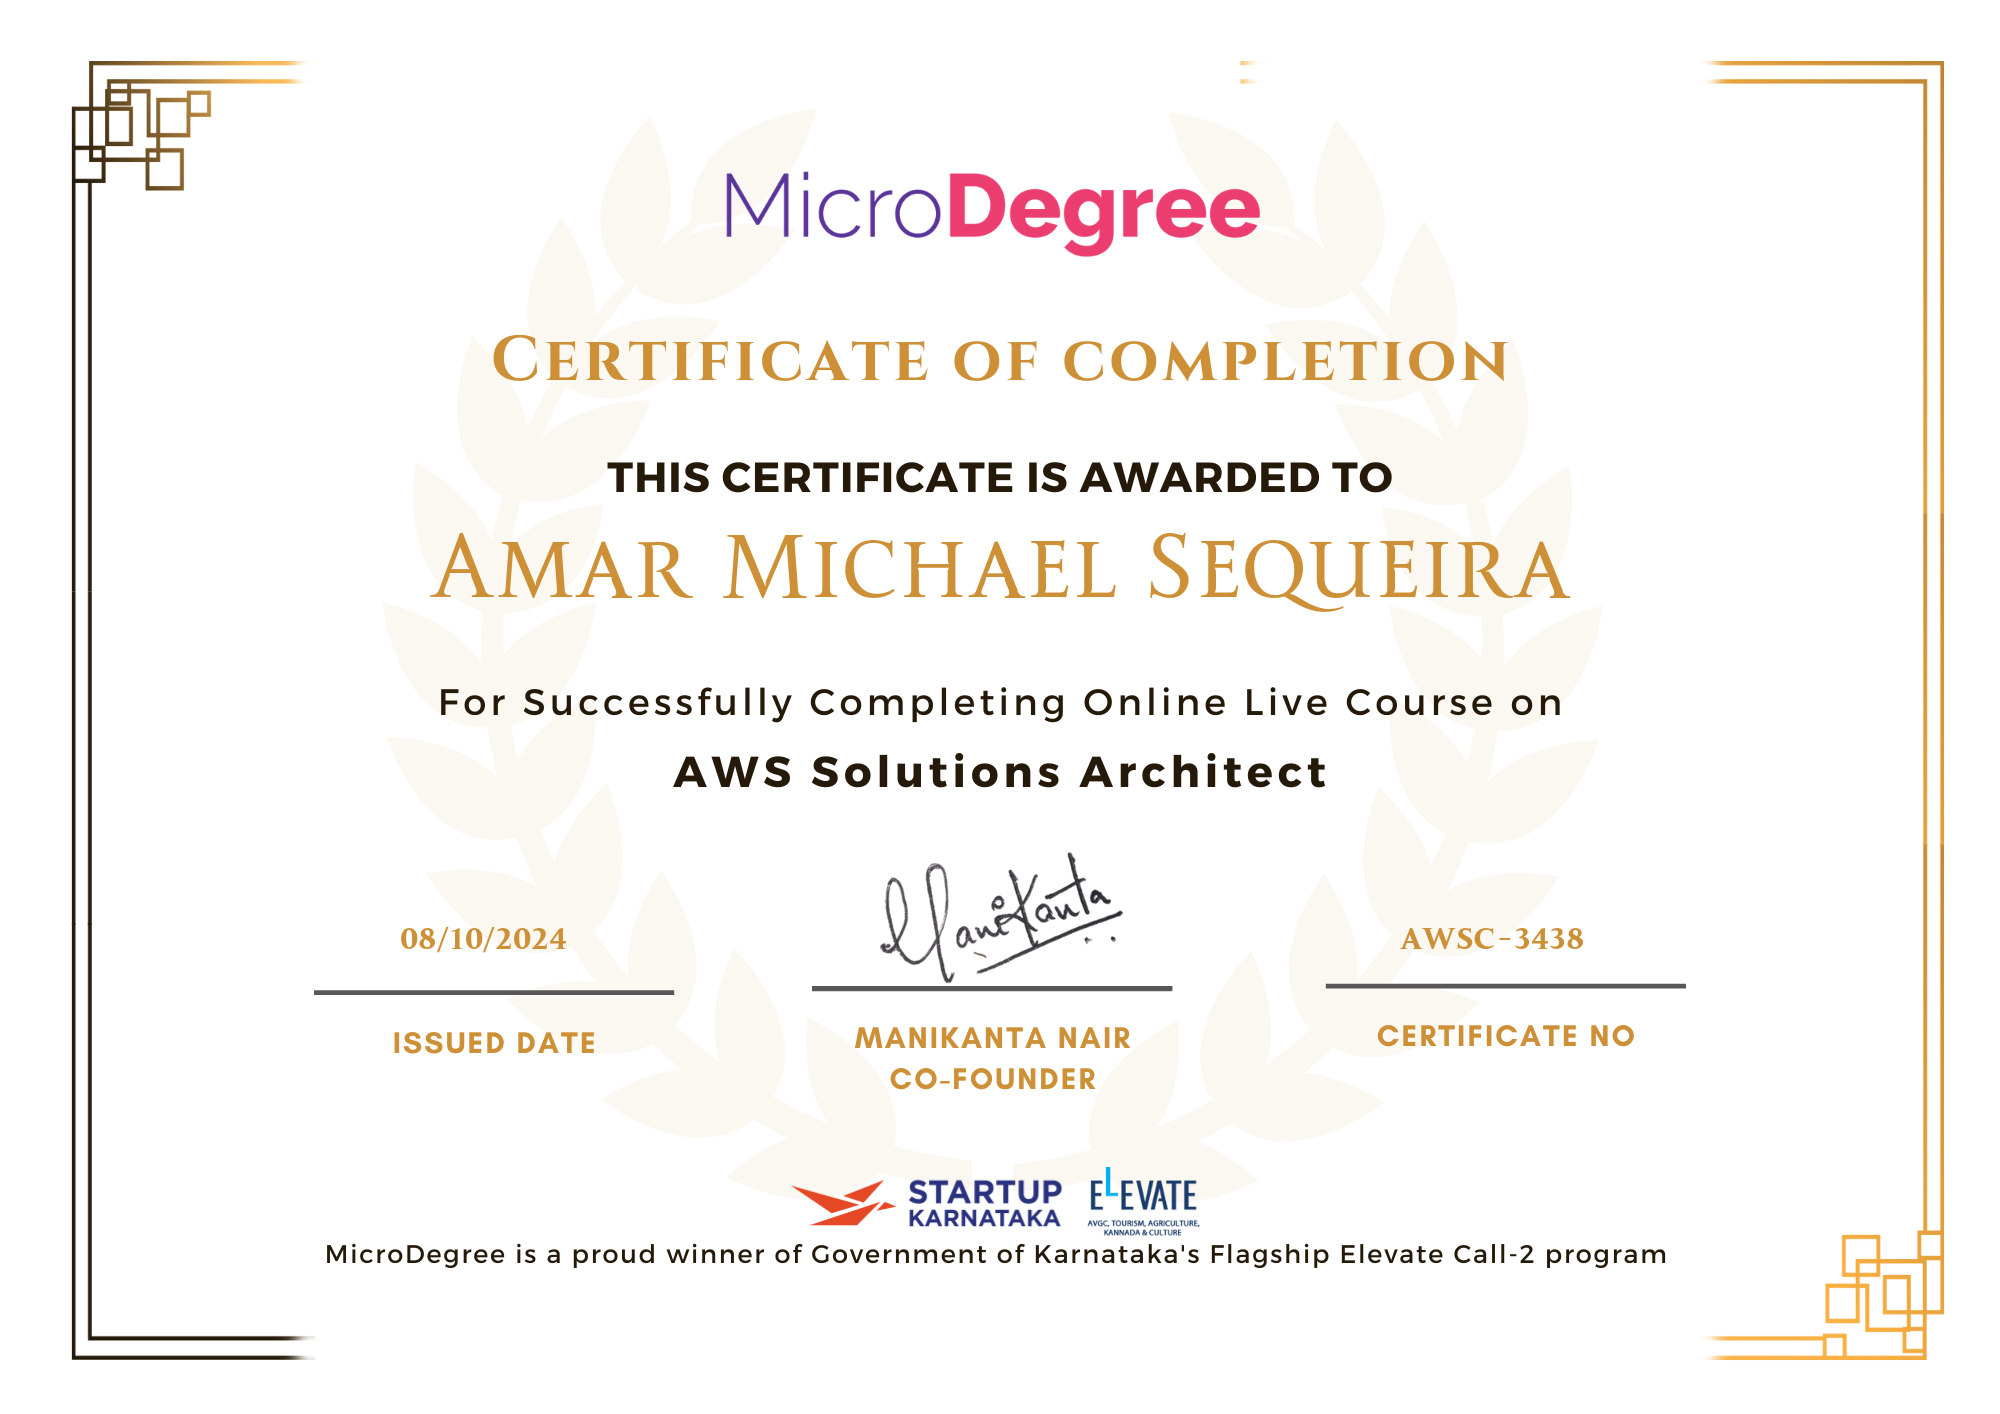 MicroDegree
CERTIFICATE OF COMPLETION
THIS CERTIFICATE IS AWARDED TO
AMAR MICHAEL SEQUEIRA
For Successfully Completing Online Live Course on
AWS Solutions Architect
ManiKanta
08/10/2024
AWSC-3438
ISSUED DATE
MANIKANTA NAIR
CO-FOUNDER
CERTIFICATE NO
STARTUP
KARNATAKA
ELEVATE
AVGC, TOURISM, AGRICULTURE,
KANNADA & CULTURE
MicroDegree is a proud winner of Government of Karnataka's Flagship Elevate Call-2 program